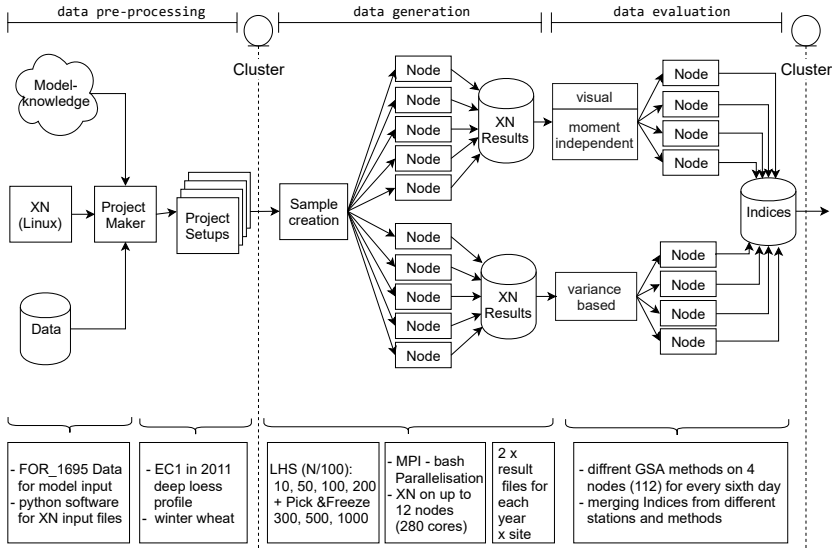 data pre-processing
data generation
data evaluation
Cluster
Cluster
Model-
knowledge
XN
(Linux)
Project
Maker
Project
Setups
Data
Sample
creation
Node
Node
Node
Node
Node
XN
Results
Node
Node
Node
Node
Node
XN
Results
visual
moment
independent
Node
Node
Node
Node
variance
based
Node
Node
Node
Node
Indices
- FOR_1695 Data
for model input
- python software
for XN input files
- EC1 in 2011
deep loess
profile
- winter wheat
LHS (N/100):
10, 50, 100, 200
+ Pick &Freeze
300, 500, 1000
- MPI - bash
Parallelisation
- XN on up to
12 nodes
(280 cores)
2 x
result
files for
each
year
x site
- diffrent GSA methods on 4
nodes (112) for every sixth day
- merging Indices from different
stations and methods